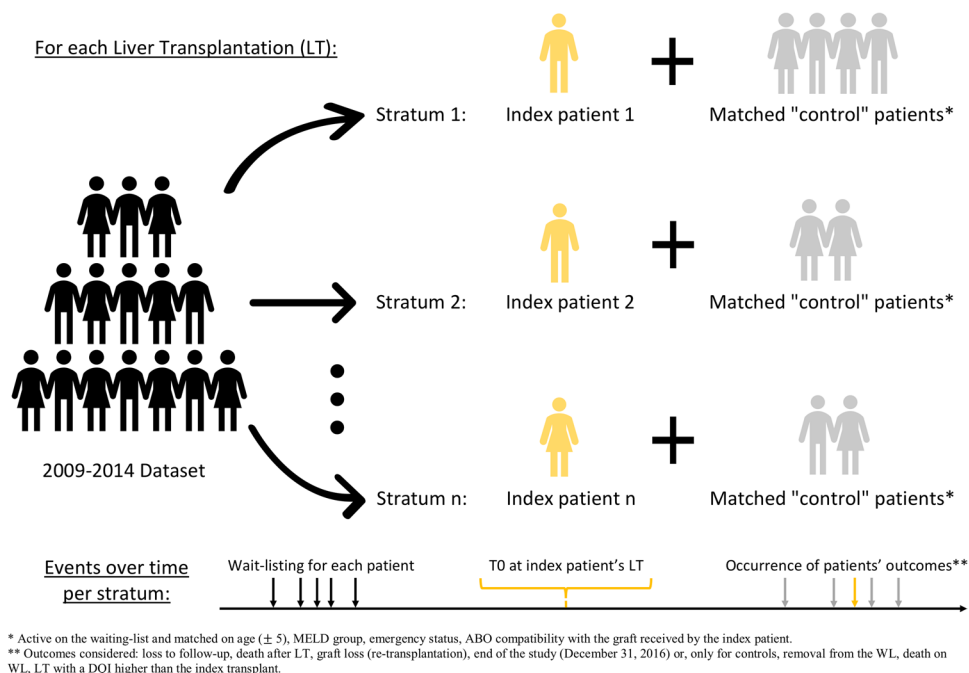 For each Liver Transplantation (LT):
Stratum 1:
Index patient 1
Matched "control" patients*
Stratum 2:
Index patient 2
Matched "control" patients*
2009-2014 Dataset
Stratum n:
Index patient n
Matched "control" patients*
Events over time
per stratum:
Wait-listing for each patient
T0 at index patient’s LT
Occurrence of patients’ outcomes**
* Active on the waiting-list and matched on age (± 5), MELD group, emergency status, ABO compatibility with the graft received by the index patient.
** Outcomes considered: loss to follow-up, death after LT, graft loss (re-transplantation), end of the study (December 31, 2016) or, only for controls, removal from the WL, death on
WL, LT with a DQI higher than the index transplant.